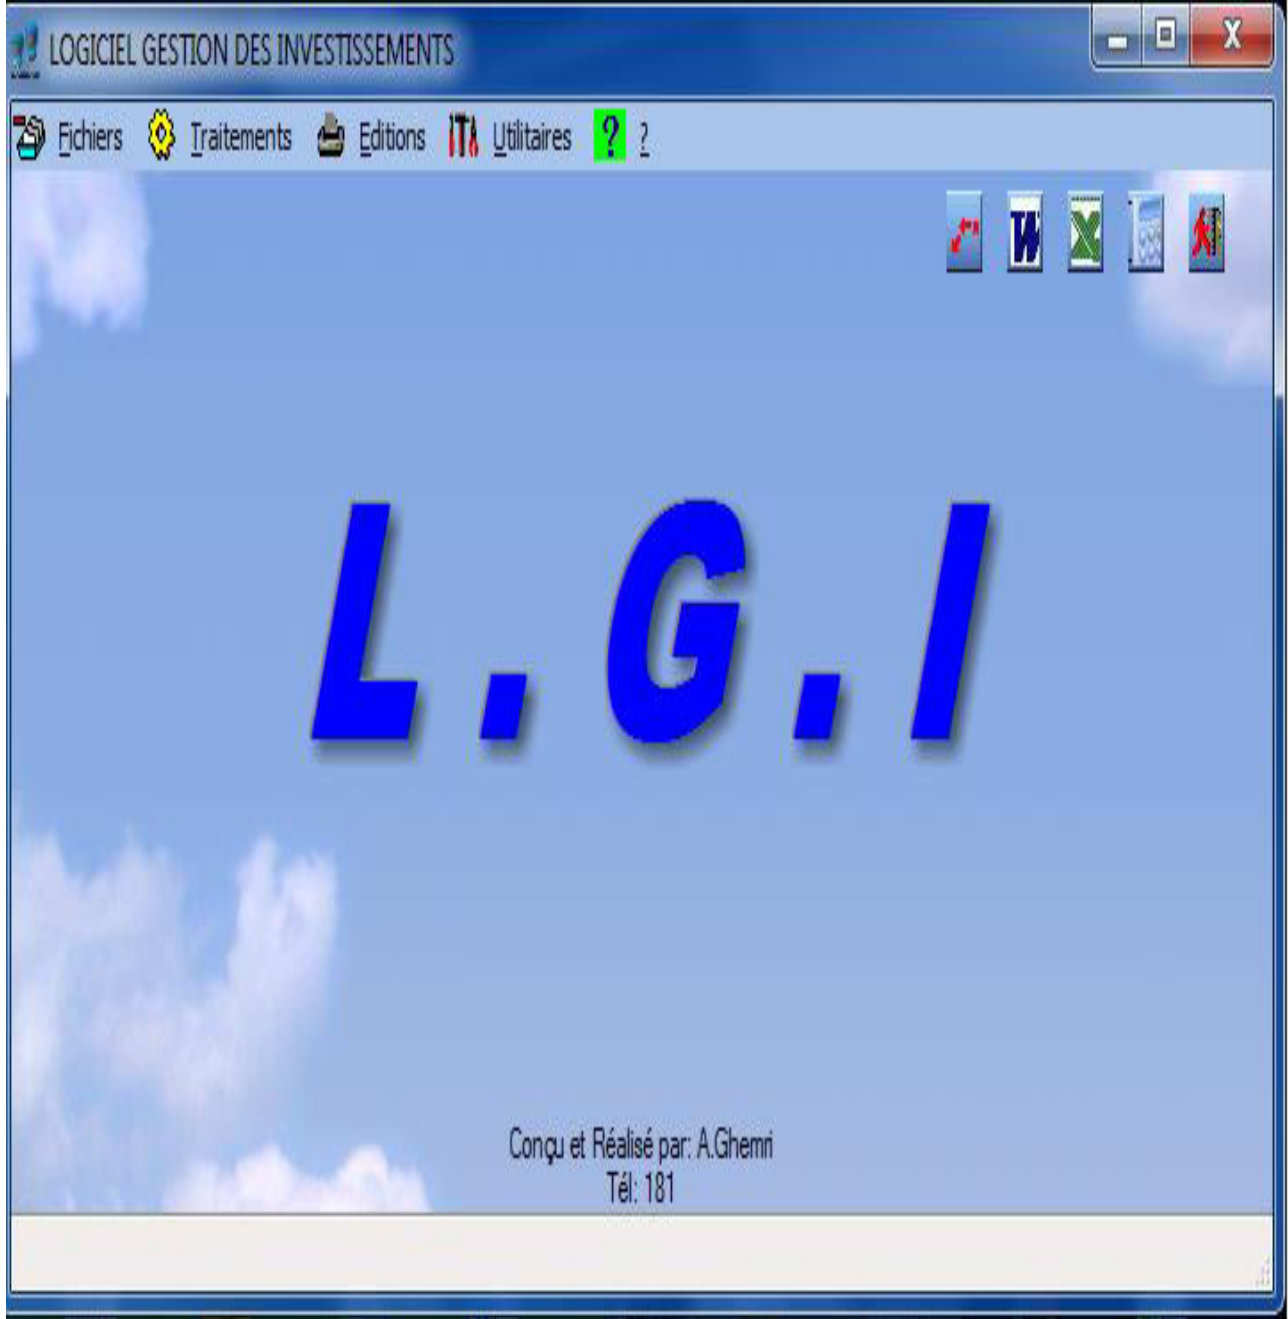 LOGICIEL GESTION DES INVESTISSEMENTS
Fichiers Traitements Editions Utilitaires ? ?
L.G.I
Conçu et Réalisé par: A.Ghemri
Tél: 181